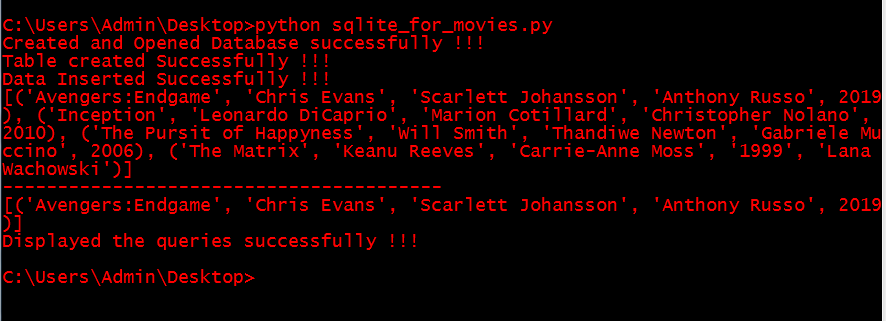 C:\Users\Admin\Desktop>python sqlite_for_movies.py
Created and Opened Database successfully !!!
Table created Successfully !!!
Data Inserted Successfully !!!
[('Avengers:Endgame', 'Chris Evans', 'Scarlett Johansson', 'Anthony Russo', 2019
), ('Inception', 'Leonardo DiCaprio', 'Marion Cotillard', 'Christopher Nolano',
2010), ('The Pursit of Happyness', 'Will Smith', 'Thandiwe Newton', 'Gabriele Mu
ccino', 2006), ('The Matrix', 'Keanu Reeves', 'Carrie-Anne Moss', '1999', 'Lana
Wachowski')]
----------------------------------------
[('Avengers:Endgame', 'Chris Evans', 'Scarlett Johansson', 'Anthony Russo', 2019
)]
Displayed the queries successfully !!!
C:\Users\Admin\Desktop>